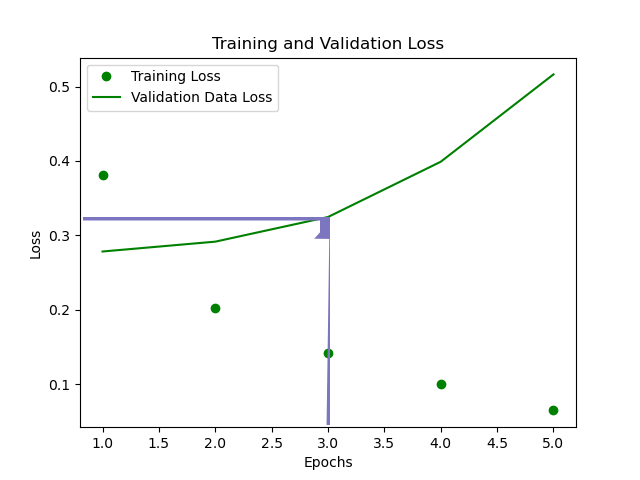 Training and Validation Loss
Training Loss
Validation Data Loss
0.5
0.4
0.3
0.2
0.1
Loss
1.0 1.5 2.0 2.5 3.0 3.5 4.0 4.5 5.0
Epochs